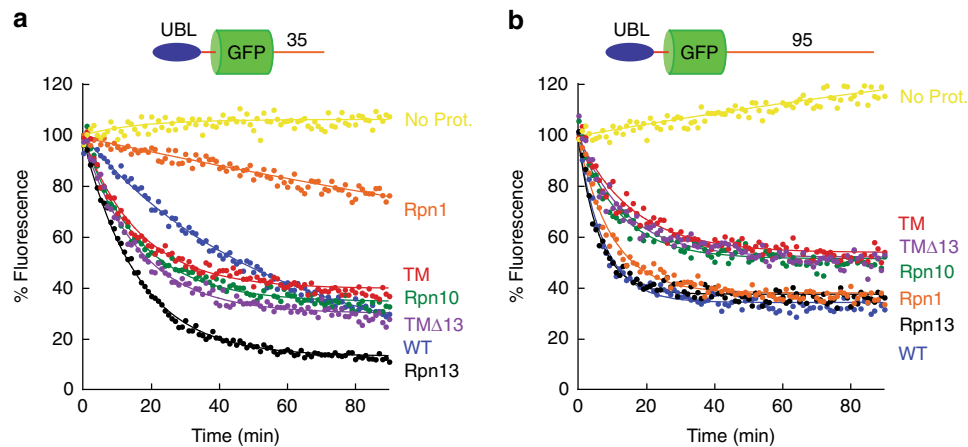 a
UBL
GFP
35
% Fluorescence
120
100
80
60
40
20
0
0 20 40 60 80
Time (min)
No Prot.
Rpn1
TM
Rpn10
TMΔ13
WT
Rpn13
b
UBL
GFP
95
% Fluorescence
120
100
80
60
40
20
0
0 20 40 60 80
Time (min)
No Prot.
TM
TMΔ13
Rpn10
Rpn1
Rpn13
WT